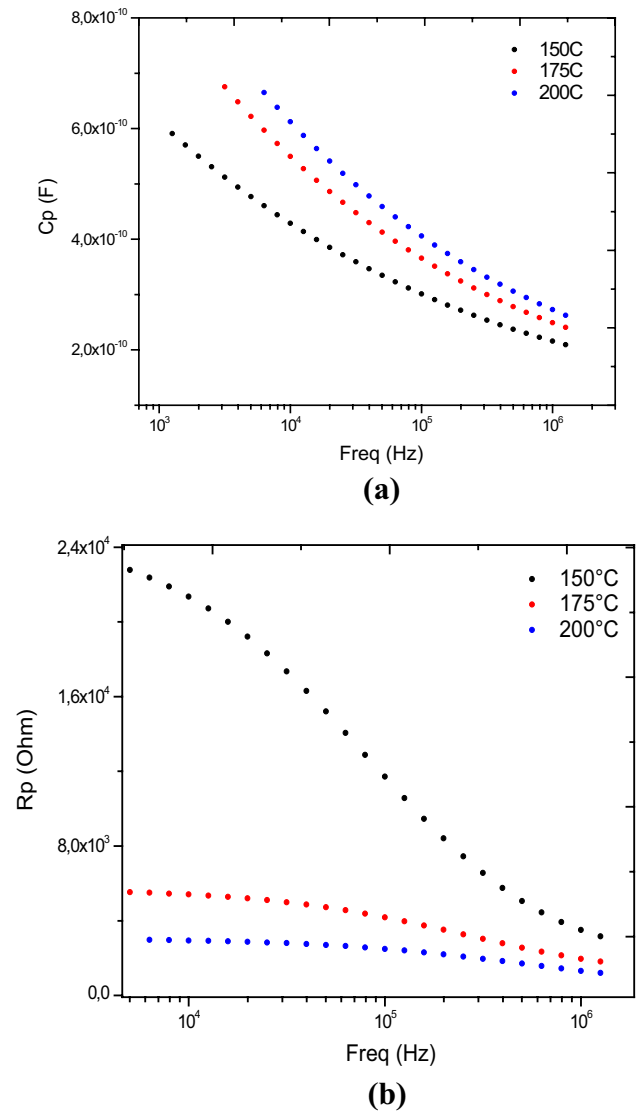 8,0x10⁻¹⁰
6,0x10⁻¹⁰
4,0x10⁻¹⁰
2,0x10⁻¹⁰
Cp (F)
150C
175C
200C
10³ 10⁴ 10⁵ 10⁶
Freq (Hz)
(a)
2,4x10⁴
1,6x10⁴
8,0x10³
0,0
Rp (Ohm)
150°C
175°C
200°C
10⁴ 10⁵ 10⁶
Freq (Hz)
(b)